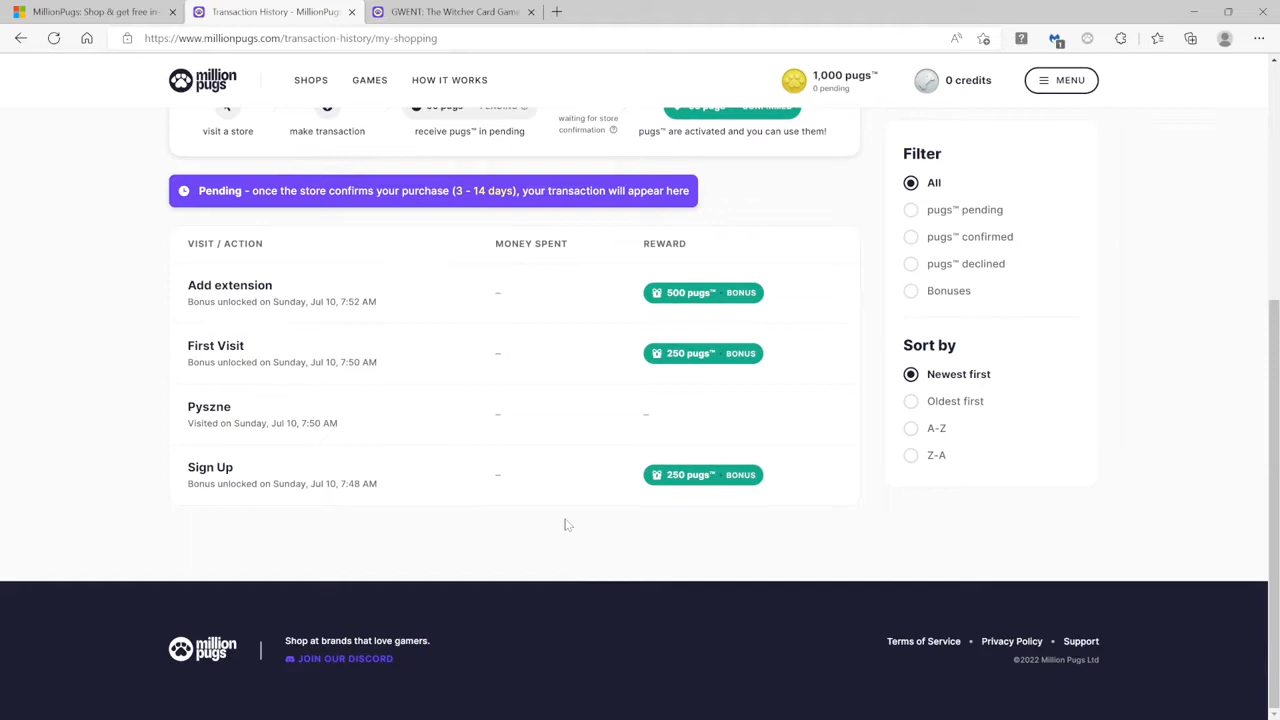 MillionPugs: Shop & get free in-
Transaction History - MillionPugs
GWENT: The Witcher Card Game
https://www.millionpugs.com/transaction-history/my-shopping
1
million
pugs
SHOPS
GAMES
HOW IT WORKS
1,000 pugs™
0 pending
0 credits
MENU
visit a store
make transaction
receive pugs™ in pending
waiting for store
confirmation
pugs™ are activated and you can use them!
Pending - once the store confirms your purchase (3 - 14 days), your transaction will appear here
VISIT / ACTION
MONEY SPENT
REWARD
Add extension
Bonus unlocked on Sunday, Jul 10, 7:52 AM
–
500 pugs™ · BONUS
First Visit
Bonus unlocked on Sunday, Jul 10, 7:50 AM
–
250 pugs™ · BONUS
Pyszne
Visited on Sunday, Jul 10, 7:50 AM
–
–
Sign Up
Bonus unlocked on Sunday, Jul 10, 7:48 AM
–
250 pugs™ · BONUS
Filter
All
pugs™ pending
pugs™ confirmed
pugs™ declined
Bonuses
Sort by
Newest first
Oldest first
A-Z
Z-A
million
pugs
Shop at brands that love gamers.
JOIN OUR DISCORD
Terms of Service • Privacy Policy • Support
©2022 Million Pugs Ltd